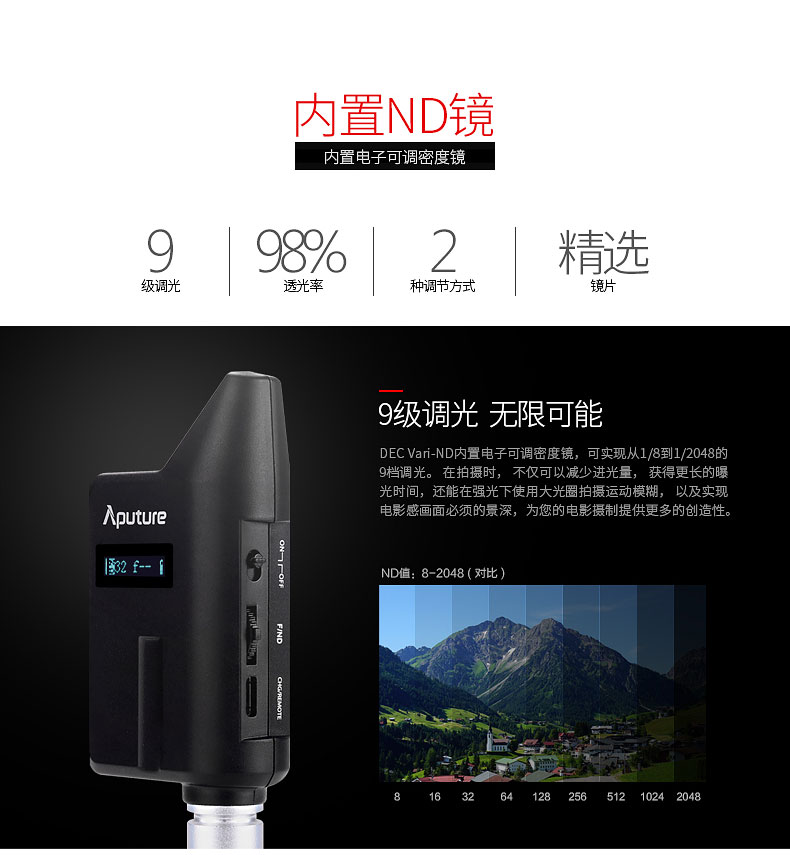 内置ND镜
内置电子可调密度镜
9
级调光
98%
透光率
2
种调节方式
精选
镜片
9级调光 无限可能
DEC Vari-ND内置电子可调密度镜，可实现从1/8到1/2048的
9档调光。在拍摄时， 不仅可以减少进光量， 获得更长的曝
光时间，还能在强光下使用大光圈拍摄运动模糊， 以及实现
电影感画面必须的景深，为您的电影摄制提供更多的创造性。
Aputure
32 f--
ON
OFF
F/ND
CHG/REMOTE
ND值：8-2048 ( 对比 )
8 16 32 64 128 256 512 1024 2048